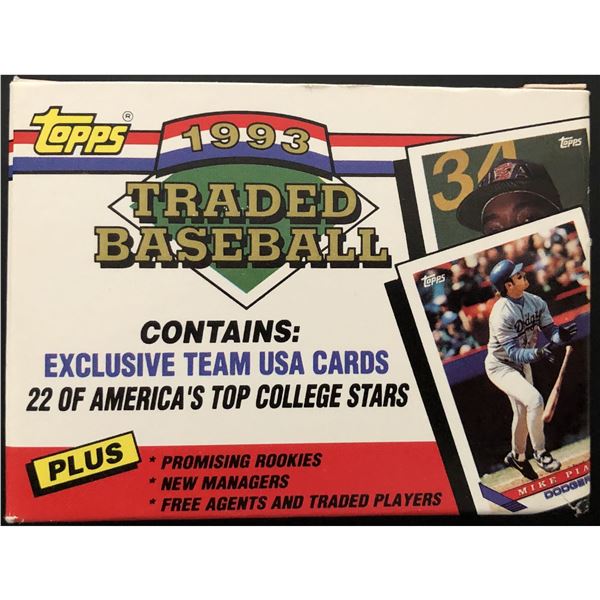 Topps ®
1993
TRADED
BASEBALL
CONTAINS:
EXCLUSIVE TEAM USA CARDS
22 OF AMERICA'S TOP COLLEGE STARS
PLUS
* PROMISING ROOKIES
* NEW MANAGERS
* FREE AGENTS AND TRADED PLAYERS
34
Topps
Topps
Dodge
MIKE PIA
DODGER